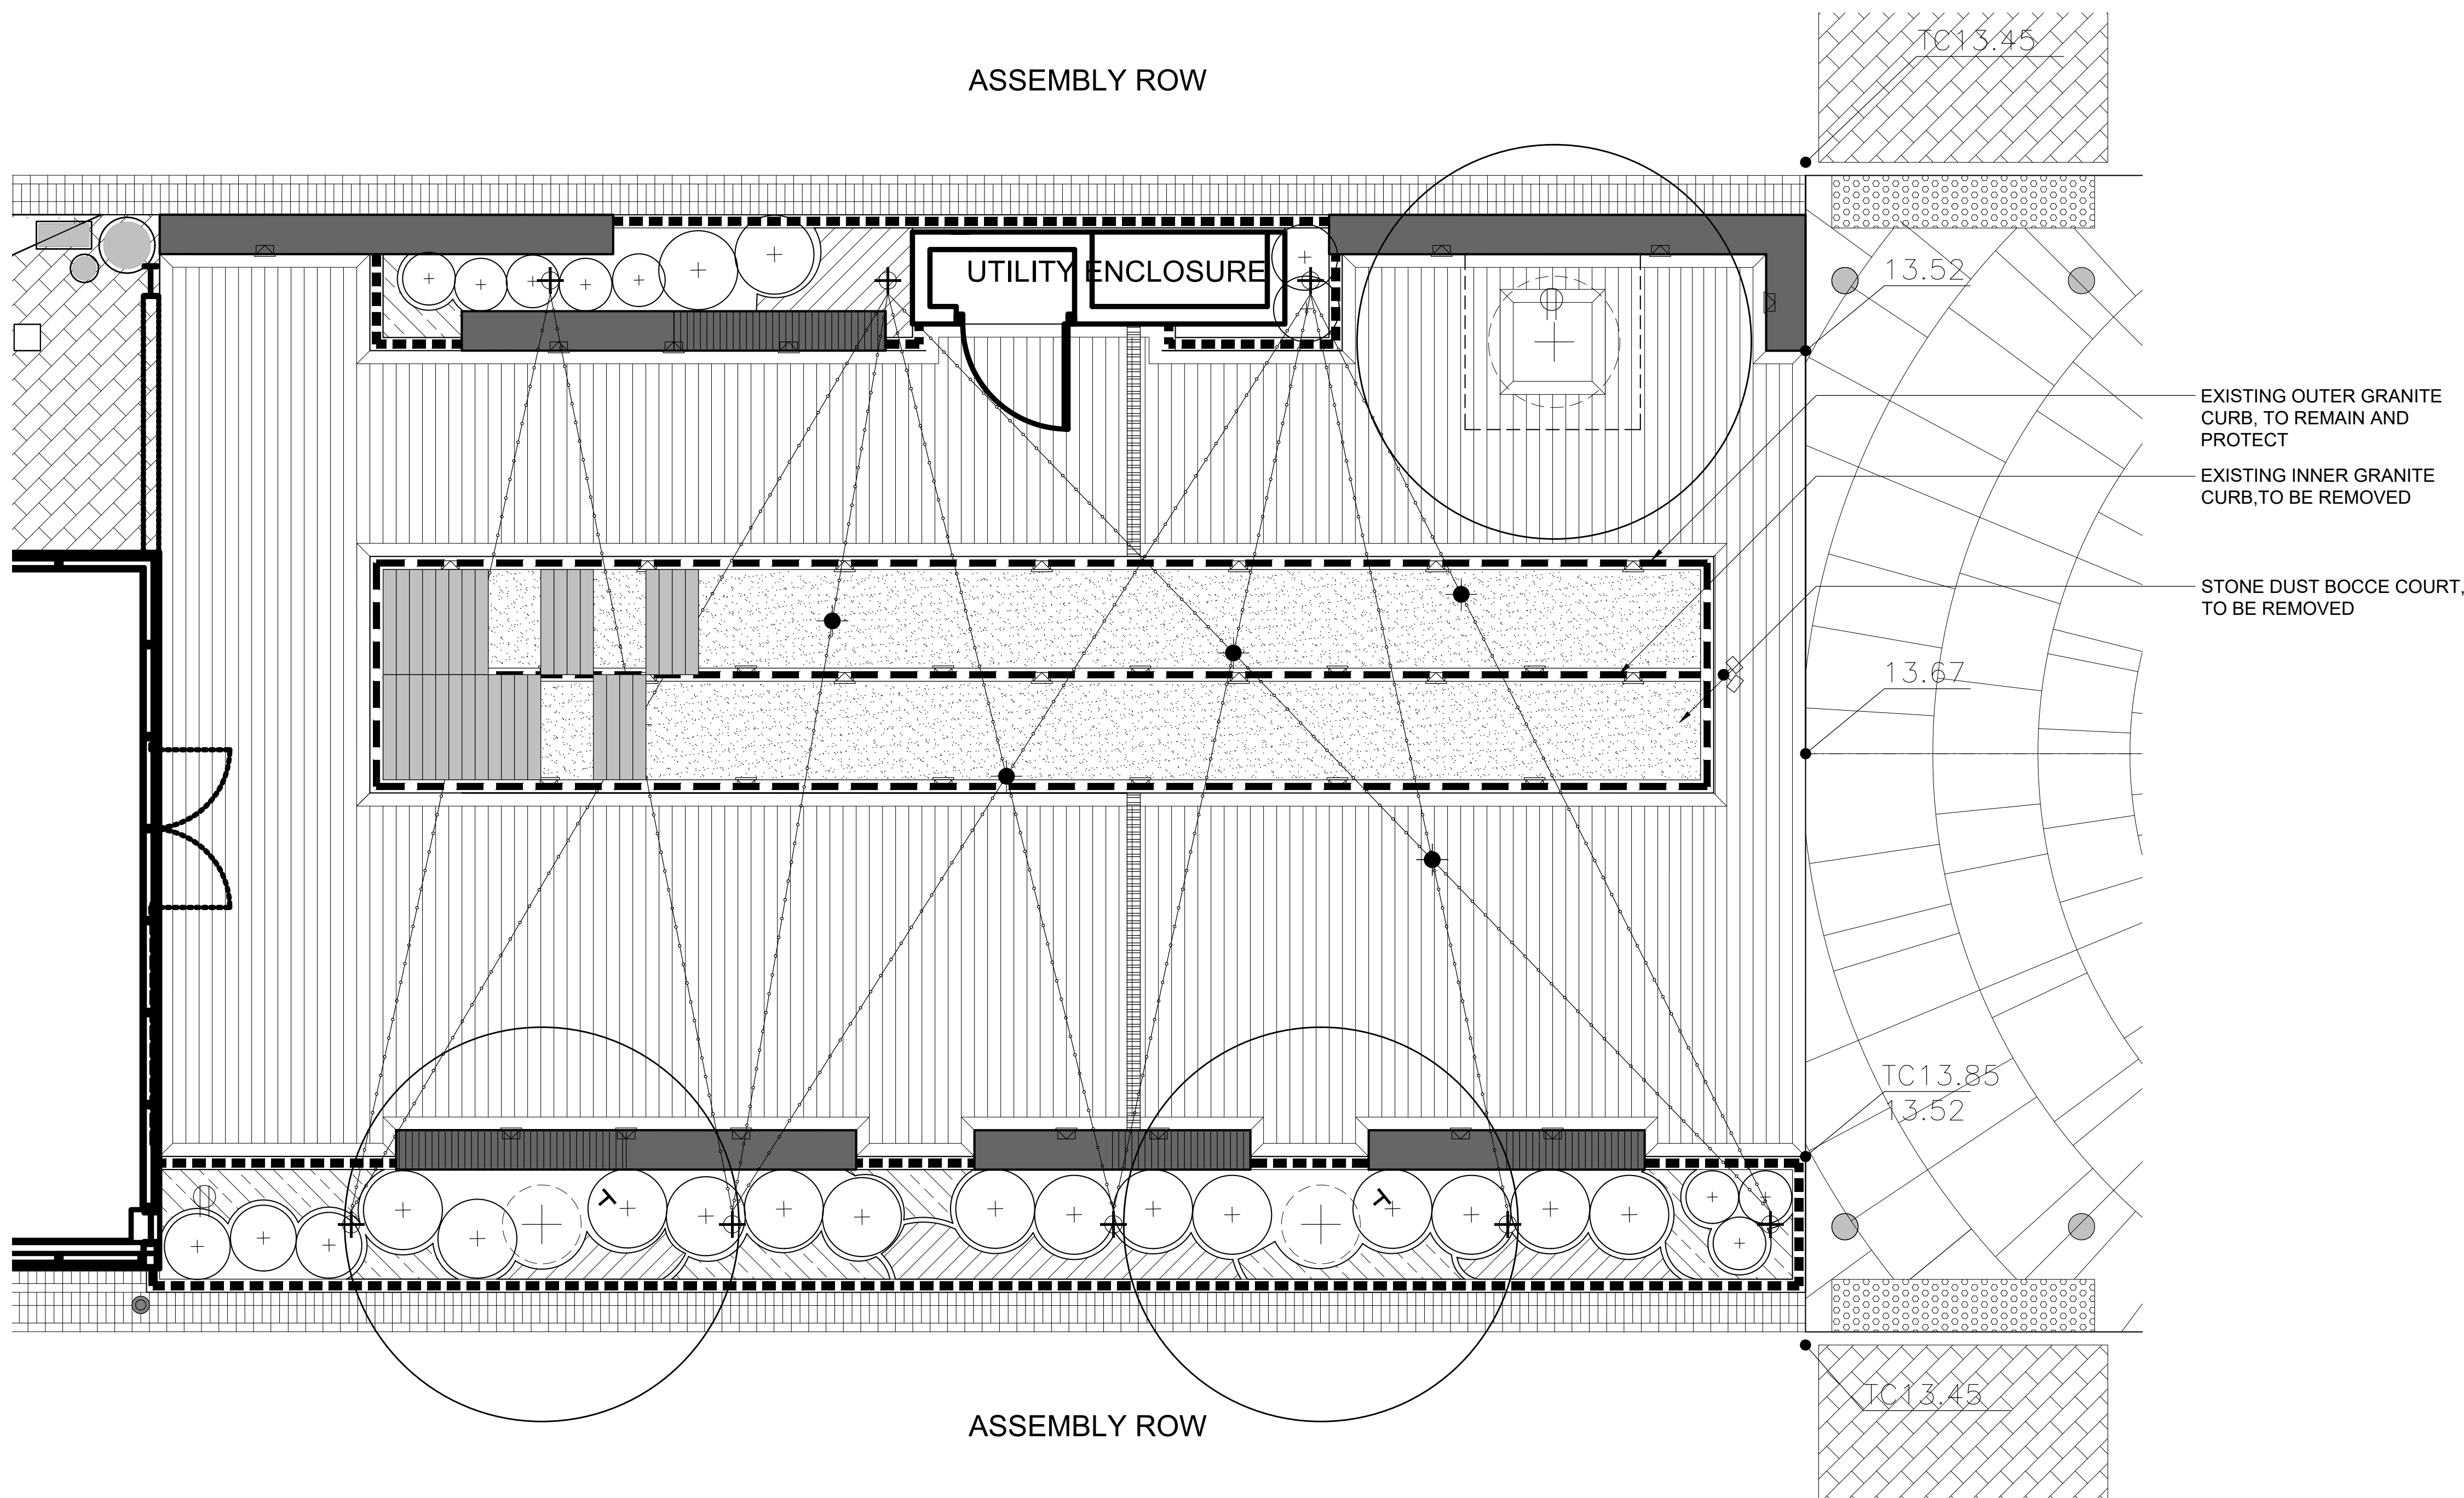 TC13.45
ASSEMBLY ROW
13.52
UTILITY ENCLOSURE
EXISTING OUTER GRANITE
CURB, TO REMAIN AND
PROTECT
EXISTING INNER GRANITE
CURB,TO BE REMOVED
STONE DUST BOCCE COURT,
TO BE REMOVED
13.67
TC13.85
13.52
TC13.45
ASSEMBLY ROW